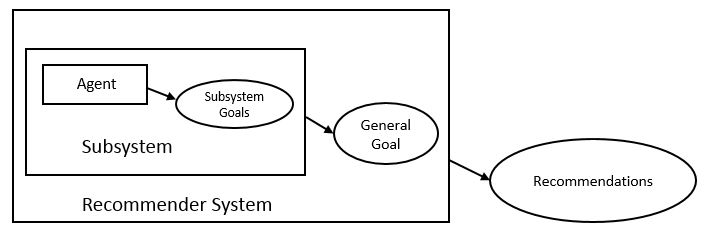 Agent
Subsystem
Goals
Subsystem
General
Goal
Recommendations
Recommender System